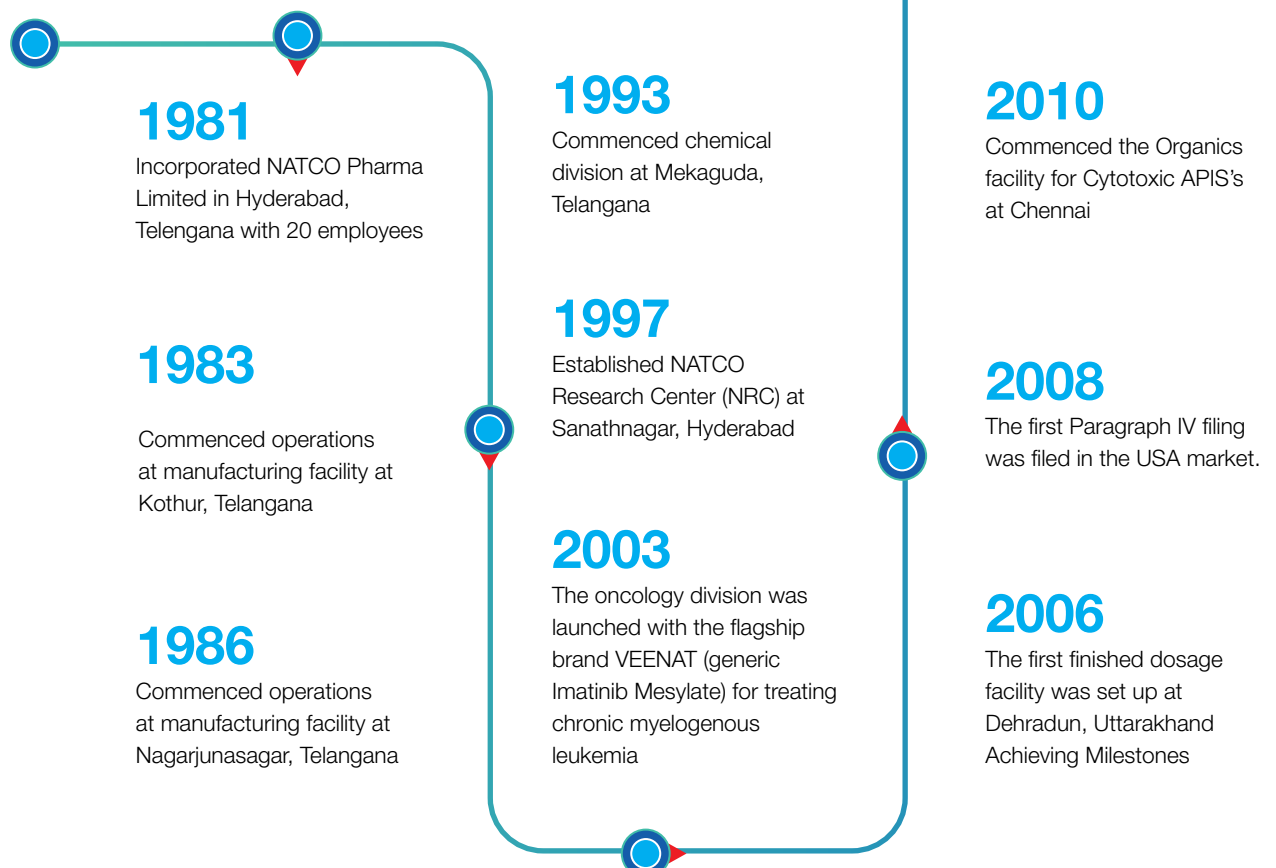 1981
Incorporated NATCO Pharma
Limited in Hyderabad,
Telengana with 20 employees
1983
Commenced operations
at manufacturing facility at
Kothur, Telangana
1986
Commenced operations
at manufacturing facility at
Nagarjunasagar, Telangana
1993
Commenced chemical
division at Mekaguda,
Telangana
1997
Established NATCO
Research Center (NRC) at
Sanathnagar, Hyderabad
2003
The oncology division was
launched with the flagship
brand VEENAT (generic
Imatinib Mesylate) for treating
chronic myelogenous
leukemia
2010
Commenced the Organics
facility for Cytotoxic APIS’s
at Chennai
2008
The first Paragraph IV filing
was filed in the USA market.
2006
The first finished dosage
facility was set up at
Dehradun, Uttarakhand
Achieving Milestones